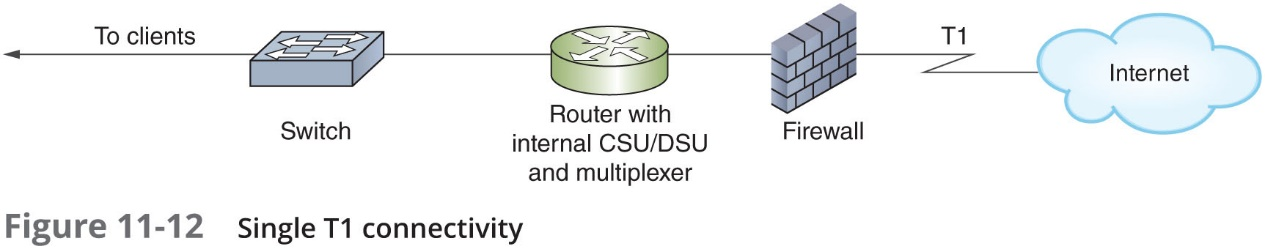 To clients
Switch
Router with
internal CSU/DSU
and multiplexer
Firewall
T1
Internet
Figure 11-12 Single T1 connectivity